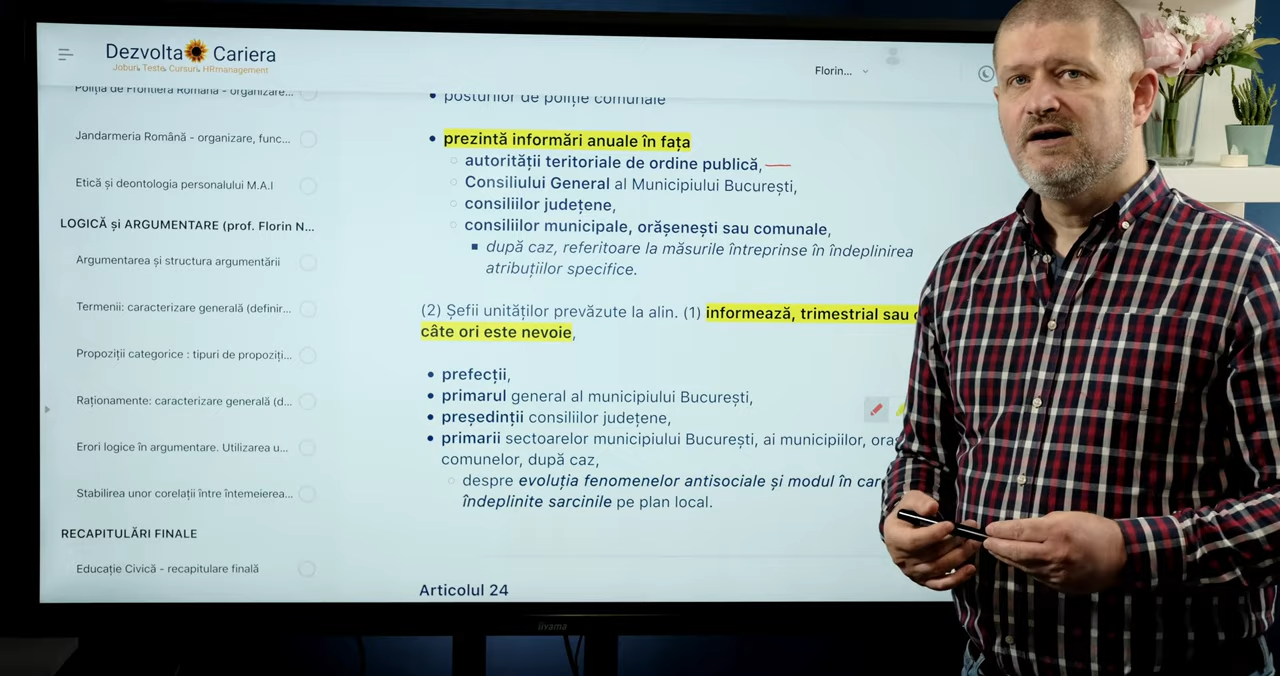 Dezvolta Cariera
Joburi, Teste, Cursuri, HRmanagement
Florin...
Poliția de Frontieră Română - organizare...
Jandarmeria Română - organizare, func...
Etică și deontologia personalului M.A.I
LOGICĂ și ARGUMENTARE (prof. Florin N...
Argumentarea și structura argumentării
Termenii: caracterizare generală (definir...
Propoziții categorice : tipuri de propoziți...
Raționamente: caracterizare generală (d...
Erori logice în argumentare. Utilizarea u...
Stabilirea unor corelații între întemeierea...
RECAPITULĂRI FINALE
Educație Civică - recapitulare finală
posturilor de poliție comunale
prezintă informări anuale în fața
autorității teritoriale de ordine publică,
Consiliului General al Municipiului București,
consiliilor județene,
consiliilor municipale, orășenești sau comunale,
după caz, referitoare la măsurile întreprinse în îndeplinirea
atribuțiilor specifice.
(2) Șefii unităților prevăzute la alin. (1) informează, trimestrial sau
câte ori este nevoie,
prefecții,
primarul general al municipiului București,
președinții consiliilor județene,
primarii sectoarelor municipiului București, ai municipiilor,
comunelor, după caz,
despre evoluția fenomenelor antisociale și modul în
îndeplinite sarcinile pe plan local.
Articolul 24
iiyama